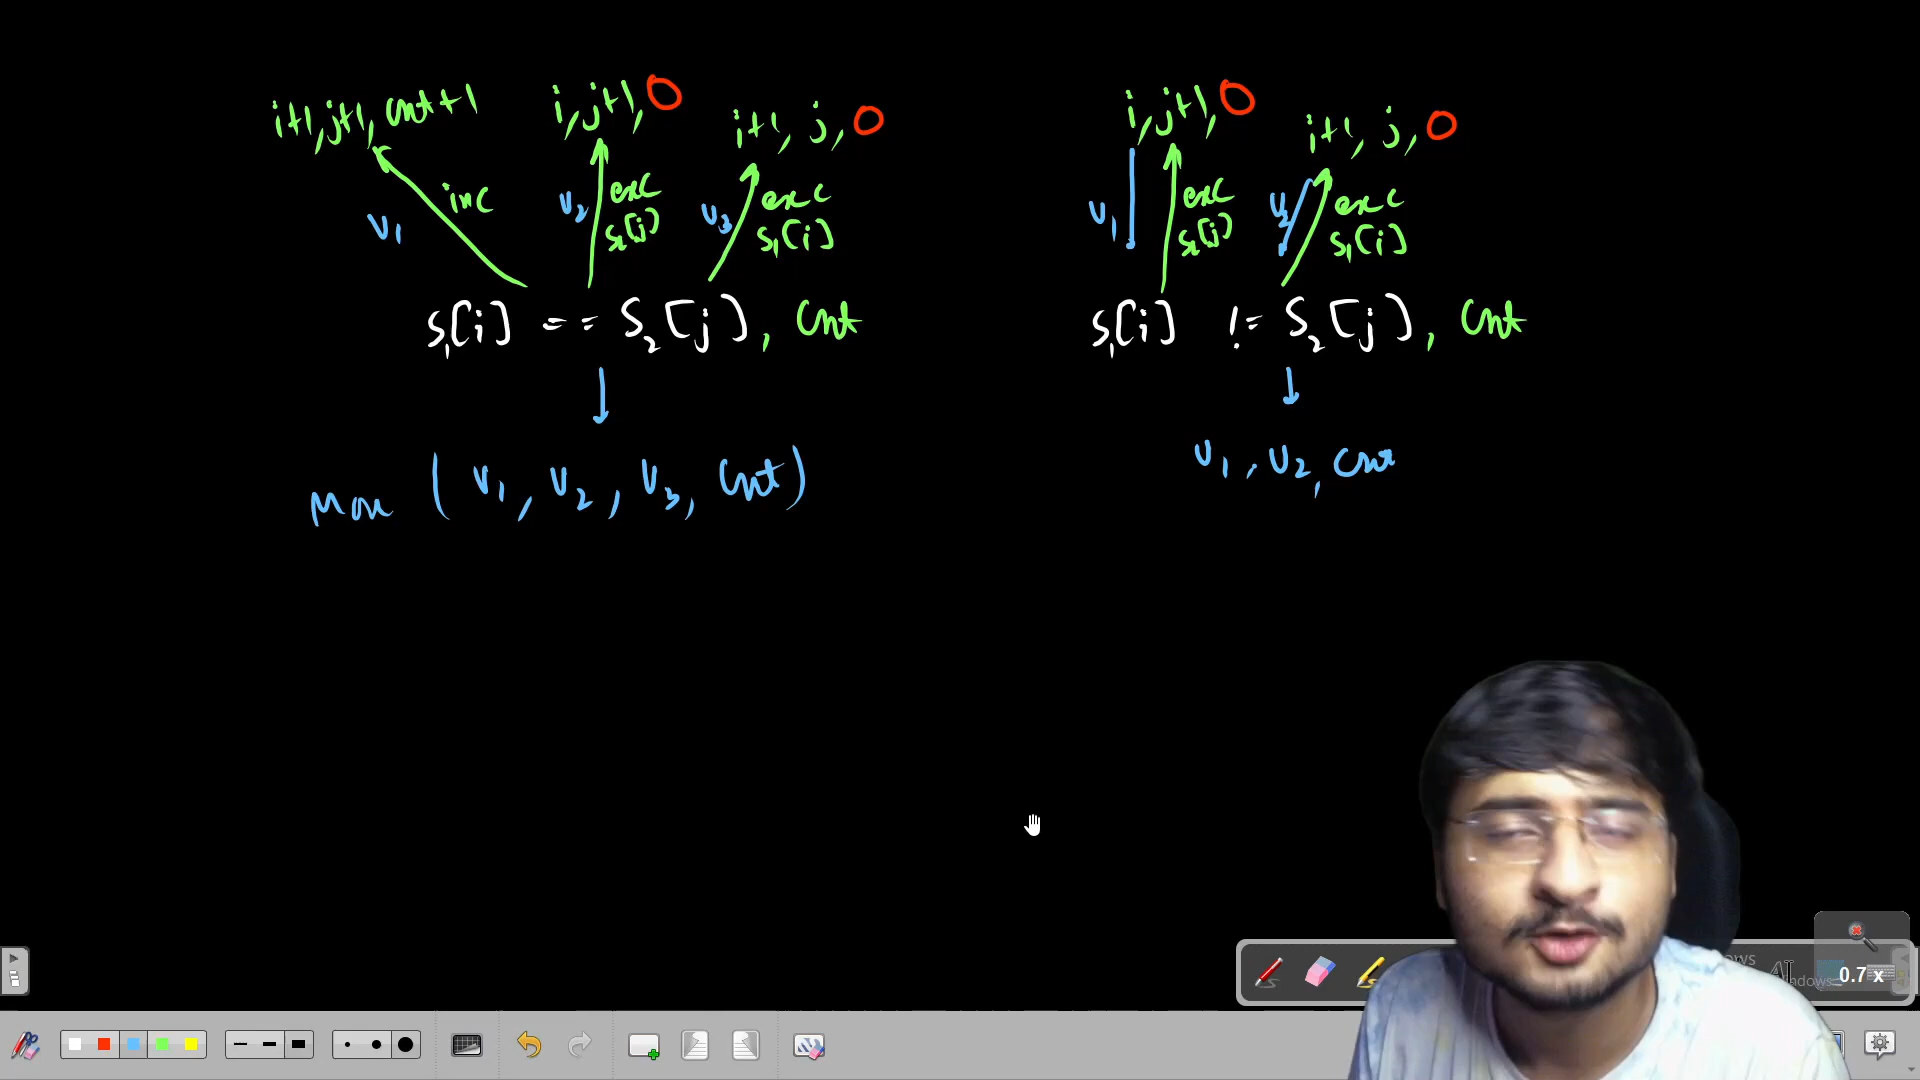 i+1, j+1, cnt+1
i, j+1, 0
i+1, j, 0
v1
inc
v2
exc
s2[j]
v3
exc
s1[i]
s1[i] == S2[j], cnt
max (v1, v2, v3, cnt)
i, j+1, 0
i+1, j, 0
v1
exc
s2[j]
v2
exc
s1[i]
s1[i] != S2[j], cnt
v1, v2, cnt
0.7 x